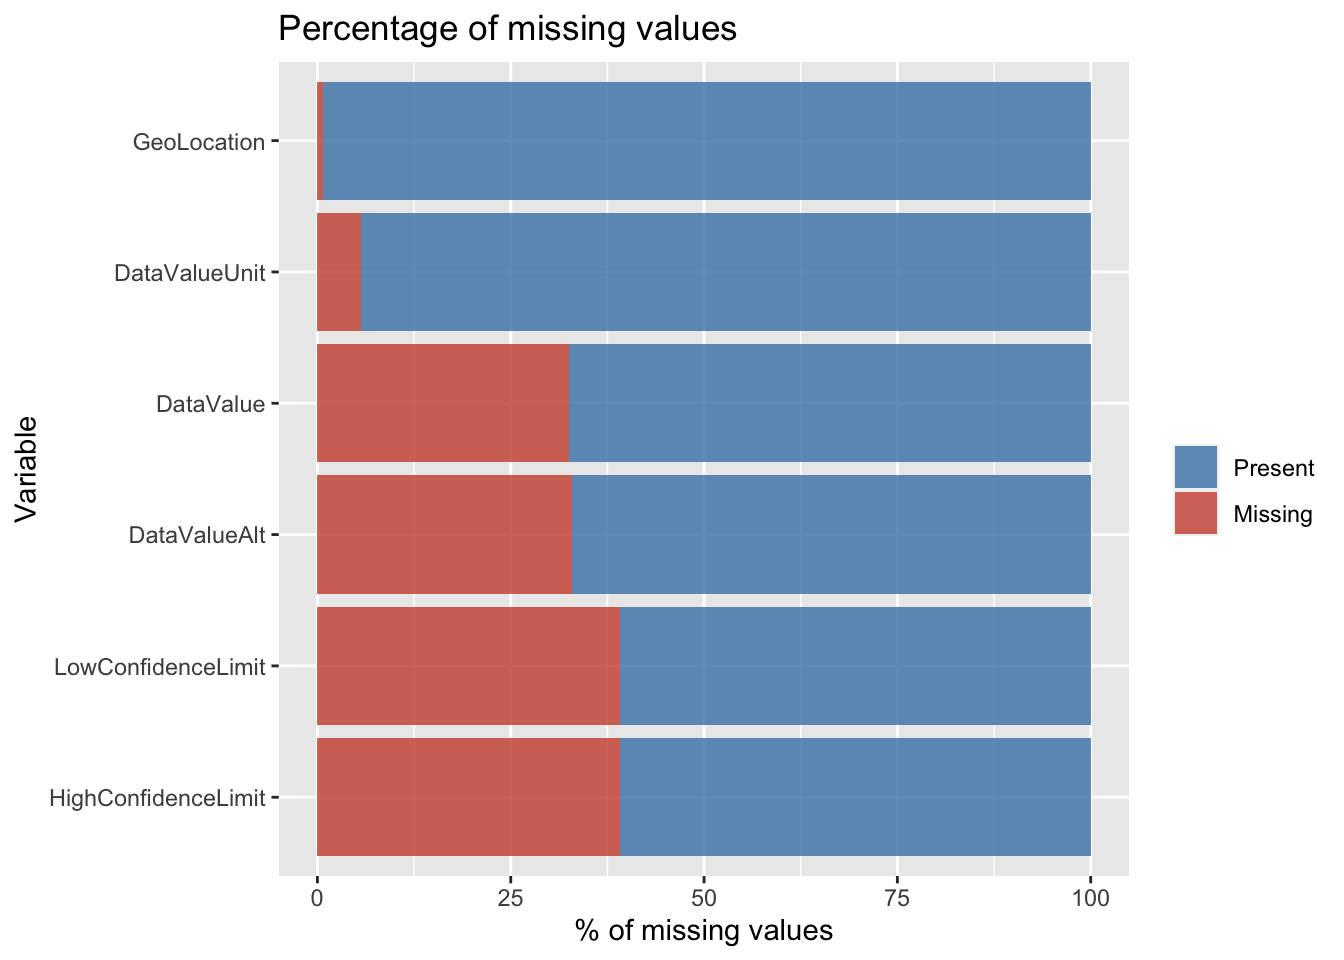 Percentage of missing values
GeoLocation
DataValueUnit
DataValue
DataValueAlt
LowConfidenceLimit
HighConfidenceLimit
Variable
0 25 50 75 100
% of missing values
Present
Missing